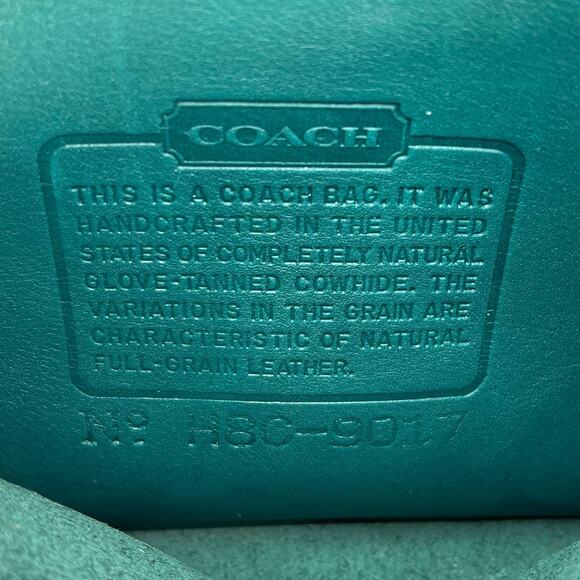 COACH
THIS IS A COACH BAG. IT WAS
HANDCRAFTED IN THE UNITED
STATES OF COMPLETELY NATURAL
GLOVE-TANNED COWHIDE. THE
VARIATIONS IN THE GRAIN ARE
CHARACTERISTIC OF NATURAL
FULL-GRAIN LEATHER.
Nº H8C-9017